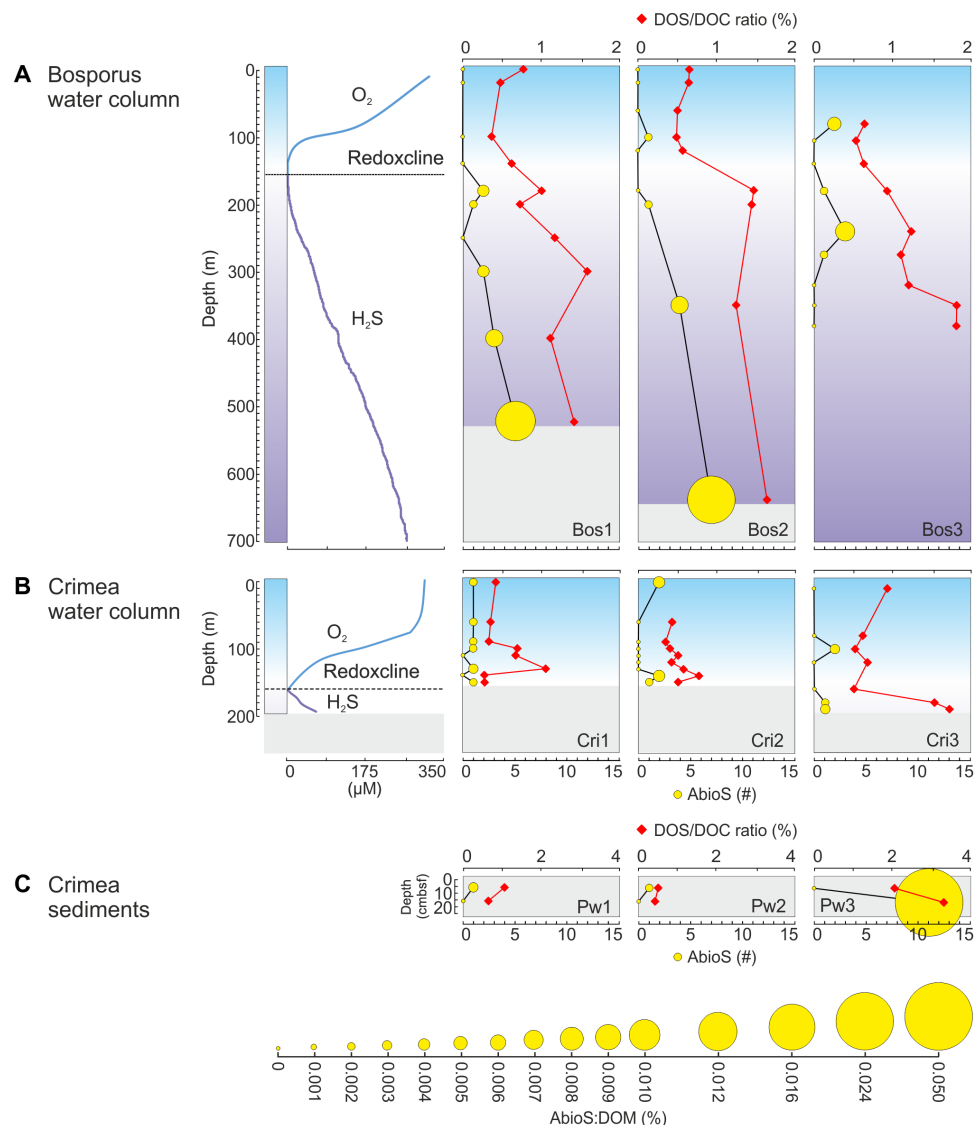 DOS/DOC ratio (%)
0 1 2 0 1 2 0 1 2
A Bosporus
water column
Depth (m)
0
100
200
300
400
500
600
700
O2
Redoxcline
H2S
Bos1 Bos2 Bos3
B Crimea
water column
Depth (m)
0
100
200
O2
Redoxcline
H2S
Cri1 Cri2 Cri3
0 175 350
(µM)
0 5 10 15 0 5 10 15 0 5 10 15
AbioS (#)
DOS/DOC ratio (%)
0 1 2 4 0 2 4 0 2 4
C Crimea
sediments
Depth
(cmbsf)
0
10
20
Pw1 Pw2 Pw3
0 5 10 15 0 5 10 15 0 5 10 15
AbioS (#)
0 0.001 0.002 0.003 0.004 0.005 0.006 0.007 0.008 0.009 0.010 0.012 0.016 0.024 0.050
AbioS:DOM (%)